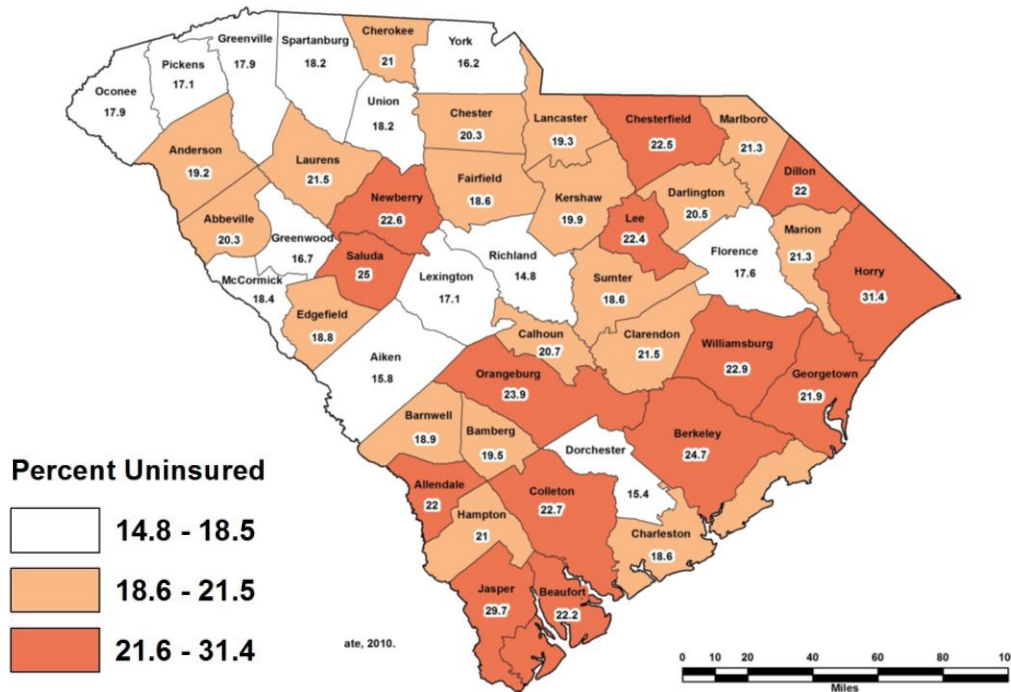 Cherokee
21
York
16.2
Spartanburg
18.2
Greenville
17.9
Pickens
17.1
Oconee
17.9
Union
18.2
Chester
20.3
Lancaster
19.3
Chesterfield
22.5
Marlboro
21.3
Anderson
19.2
Laurens
21.5
Newberry
22.6
Fairfield
18.6
Kershaw
19.9
Lee
22.4
Darlington
20.5
Dillon
22
Abbeville
20.3
Greenwood
16.7
Saluda
25
Lexington
17.1
Richland
14.8
Sumter
18.6
Florence
17.6
Marion
21.3
Horry
31.4
McCormick
18.4
Edgefield
18.8
Aiken
15.8
Calhoun
20.7
Clarendon
21.5
Williamsburg
22.9
Georgetown
21.9
Orangeburg
23.9
Barnwell
18.9
Bamberg
19.5
Dorchester
15.4
Berkeley
24.7
Allendale
22
Hampton
21
Colleton
22.7
Charleston
18.6
Jasper
29.7
Beaufort
22.2
Percent Uninsured
14.8 - 18.5
18.6 - 21.5
21.6 - 31.4
ate, 2010.
0 10 20 40 60 80 10
Miles